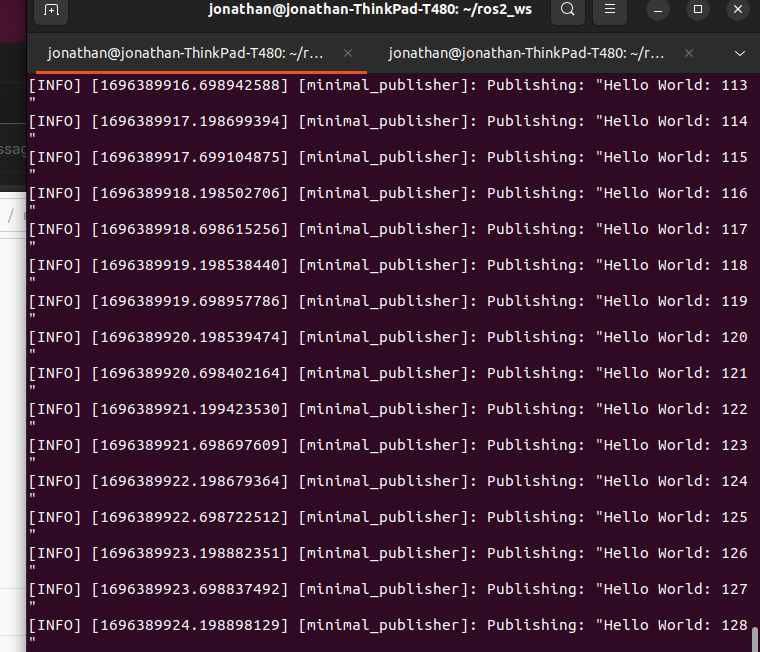 jonathan@jonathan-ThinkPad-T480: ~/ros2_ws
jonathan@jonathan-ThinkPad-T480: ~/r...
jonathan@jonathan-ThinkPad-T480: ~/r...
[INFO] [1696389916.698942588] [minimal_publisher]: Publishing: "Hello World: 113
"
[INFO] [1696389917.198699394] [minimal_publisher]: Publishing: "Hello World: 114
"
[INFO] [1696389917.699104875] [minimal_publisher]: Publishing: "Hello World: 115
"
[INFO] [1696389918.198502706] [minimal_publisher]: Publishing: "Hello World: 116
"
[INFO] [1696389918.698615256] [minimal_publisher]: Publishing: "Hello World: 117
"
[INFO] [1696389919.198538440] [minimal_publisher]: Publishing: "Hello World: 118
"
[INFO] [1696389919.698957786] [minimal_publisher]: Publishing: "Hello World: 119
"
[INFO] [1696389920.198539474] [minimal_publisher]: Publishing: "Hello World: 120
"
[INFO] [1696389920.698402164] [minimal_publisher]: Publishing: "Hello World: 121
"
[INFO] [1696389921.199423530] [minimal_publisher]: Publishing: "Hello World: 122
"
[INFO] [1696389921.698697609] [minimal_publisher]: Publishing: "Hello World: 123
"
[INFO] [1696389922.198679364] [minimal_publisher]: Publishing: "Hello World: 124
"
[INFO] [1696389922.698722512] [minimal_publisher]: Publishing: "Hello World: 125
"
[INFO] [1696389923.198882351] [minimal_publisher]: Publishing: "Hello World: 126
"
[INFO] [1696389923.698837492] [minimal_publisher]: Publishing: "Hello World: 127
"
[INFO] [1696389924.198898129] [minimal_publisher]: Publishing: "Hello World: 128
"